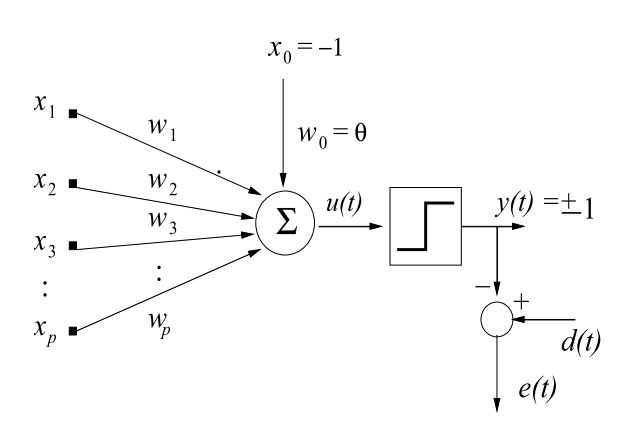 x₀ = −1
x₁
w₁
w₀ = θ
x₂
w₂
w₃
Σ
u(t)
y(t) = ±1
x₃
:
:
xₚ
wₚ
−
+
d(t)
e(t)